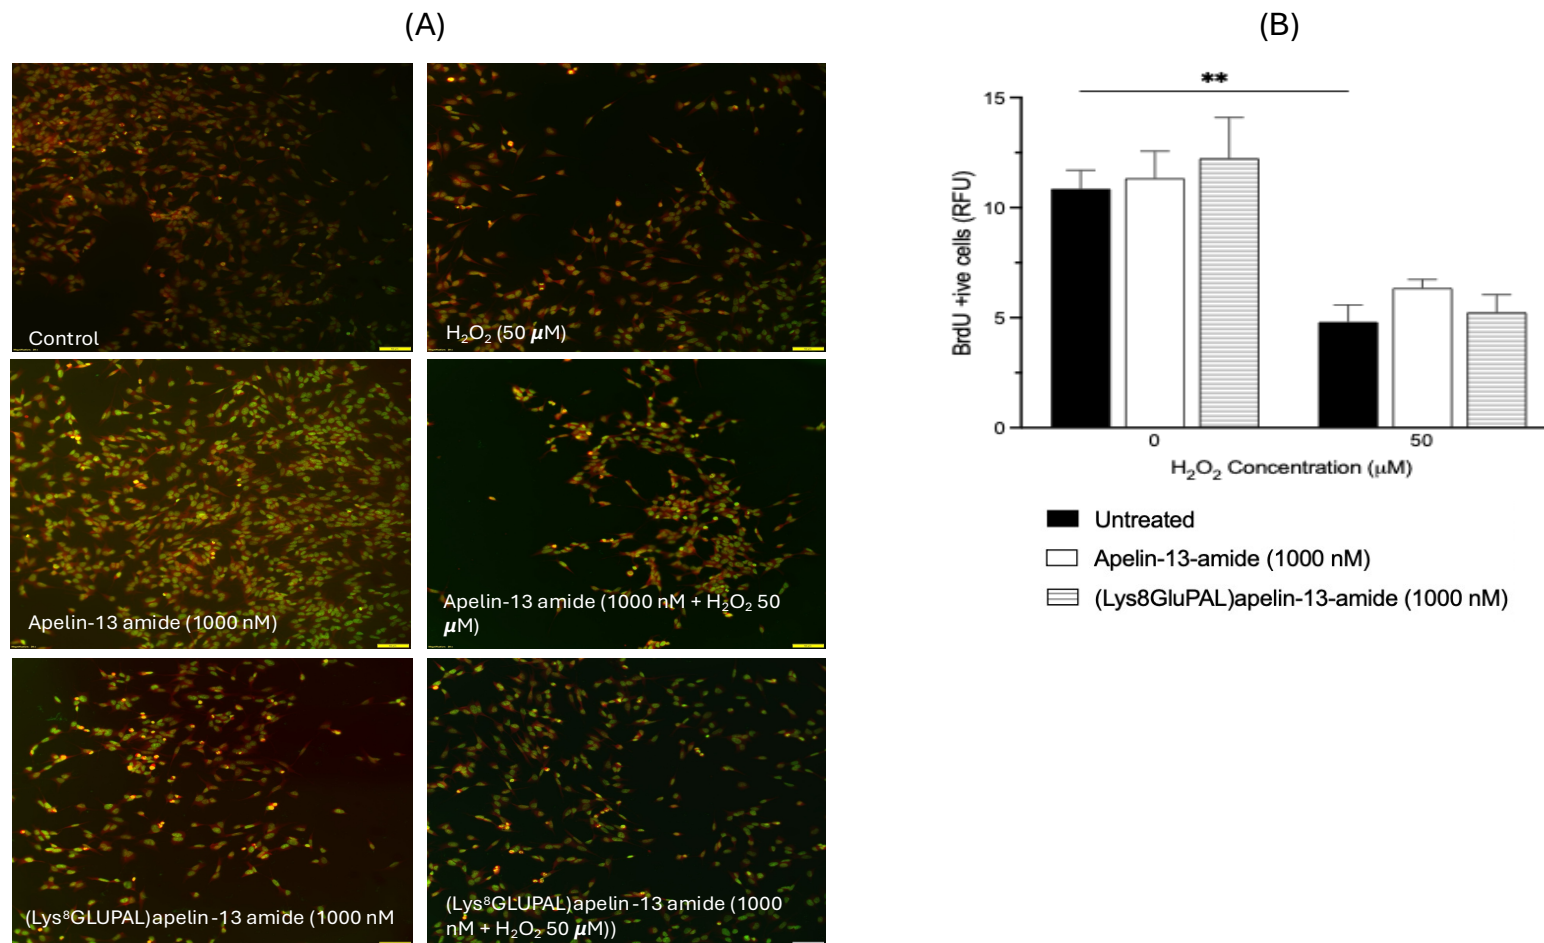 (A)
(B)
Control
H₂O₂ (50 μM)
Apelin-13 amide (1000 nM)
Apelin-13 amide (1000 nM + H₂O₂ 50
μM)
(Lys⁸GLUPAL)apelin-13 amide (1000 nM
(Lys⁸GLUPAL)apelin-13 amide (1000
nM + H₂O₂ 50 μM))
**
15
10
5
0
BrdU +ive cells (RFU)
0 50
H₂O₂ Concentration (μM)
Untreated
Apelin-13-amide (1000 nM)
(Lys8GluPAL)apelin-13-amide (1000 nM)